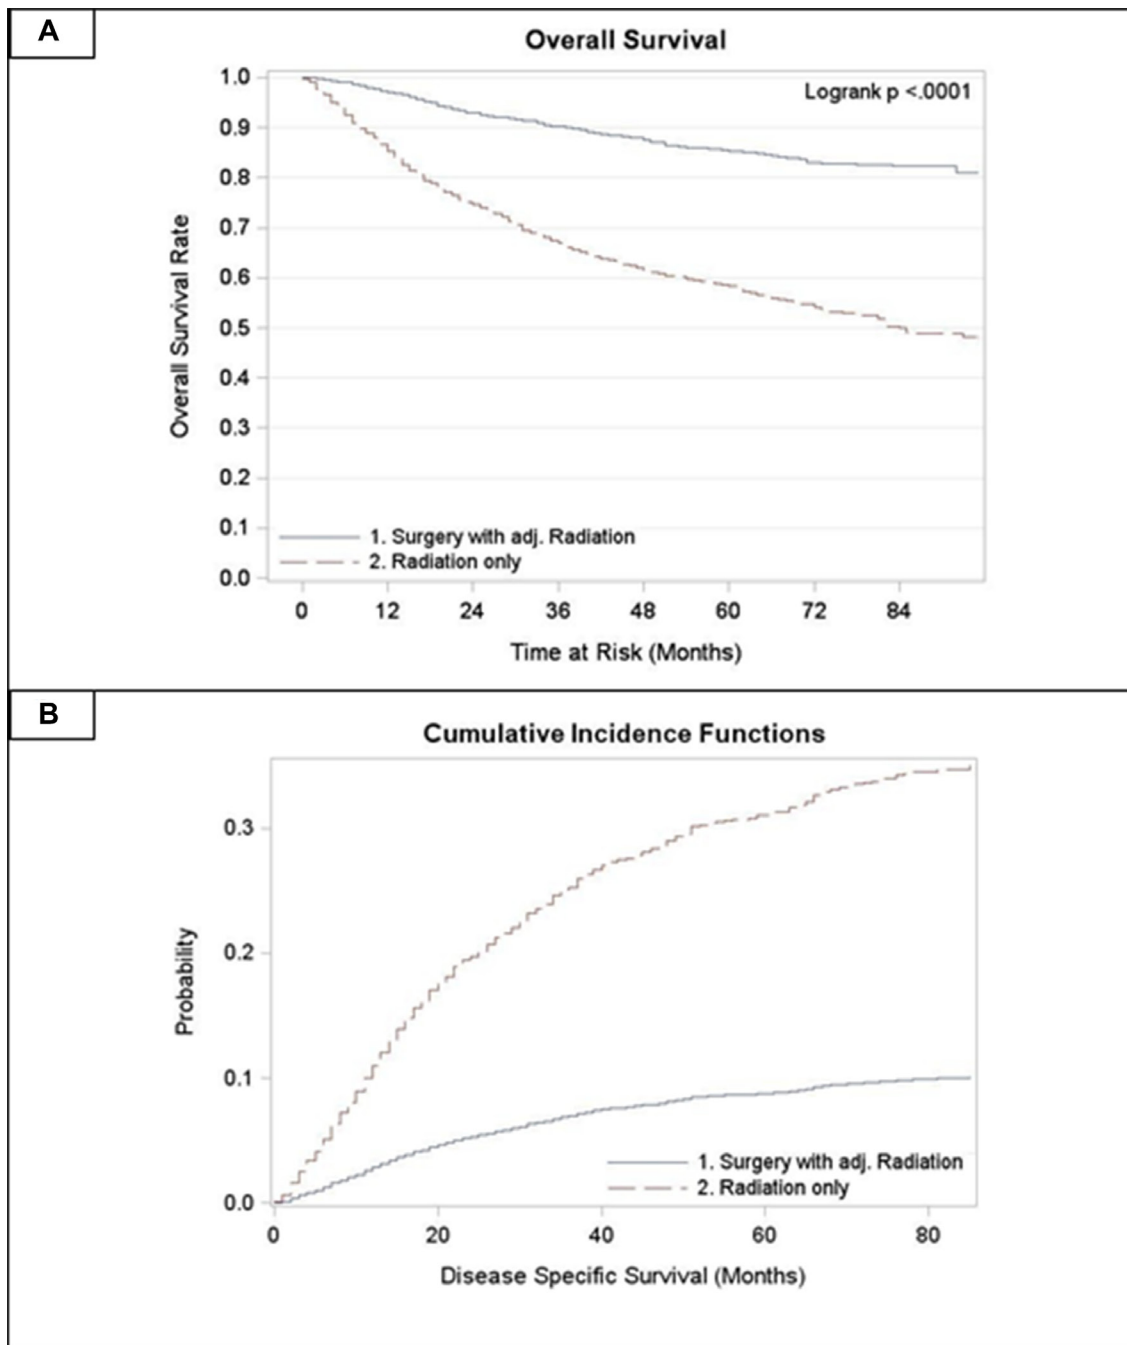 A
Overall Survival
Logrank p <.0001
Overall Survival Rate
1.0
0.9
0.8
0.7
0.6
0.5
0.4
0.3
0.2
0.1
0.0
1. Surgery with adj. Radiation
2. Radiation only
0 12 24 36 48 60 72 84
Time at Risk (Months)
B
Cumulative Incidence Functions
Probability
0.3
0.2
0.1
0.0
1. Surgery with adj. Radiation
2. Radiation only
0 20 40 60 80
Disease Specific Survival (Months)